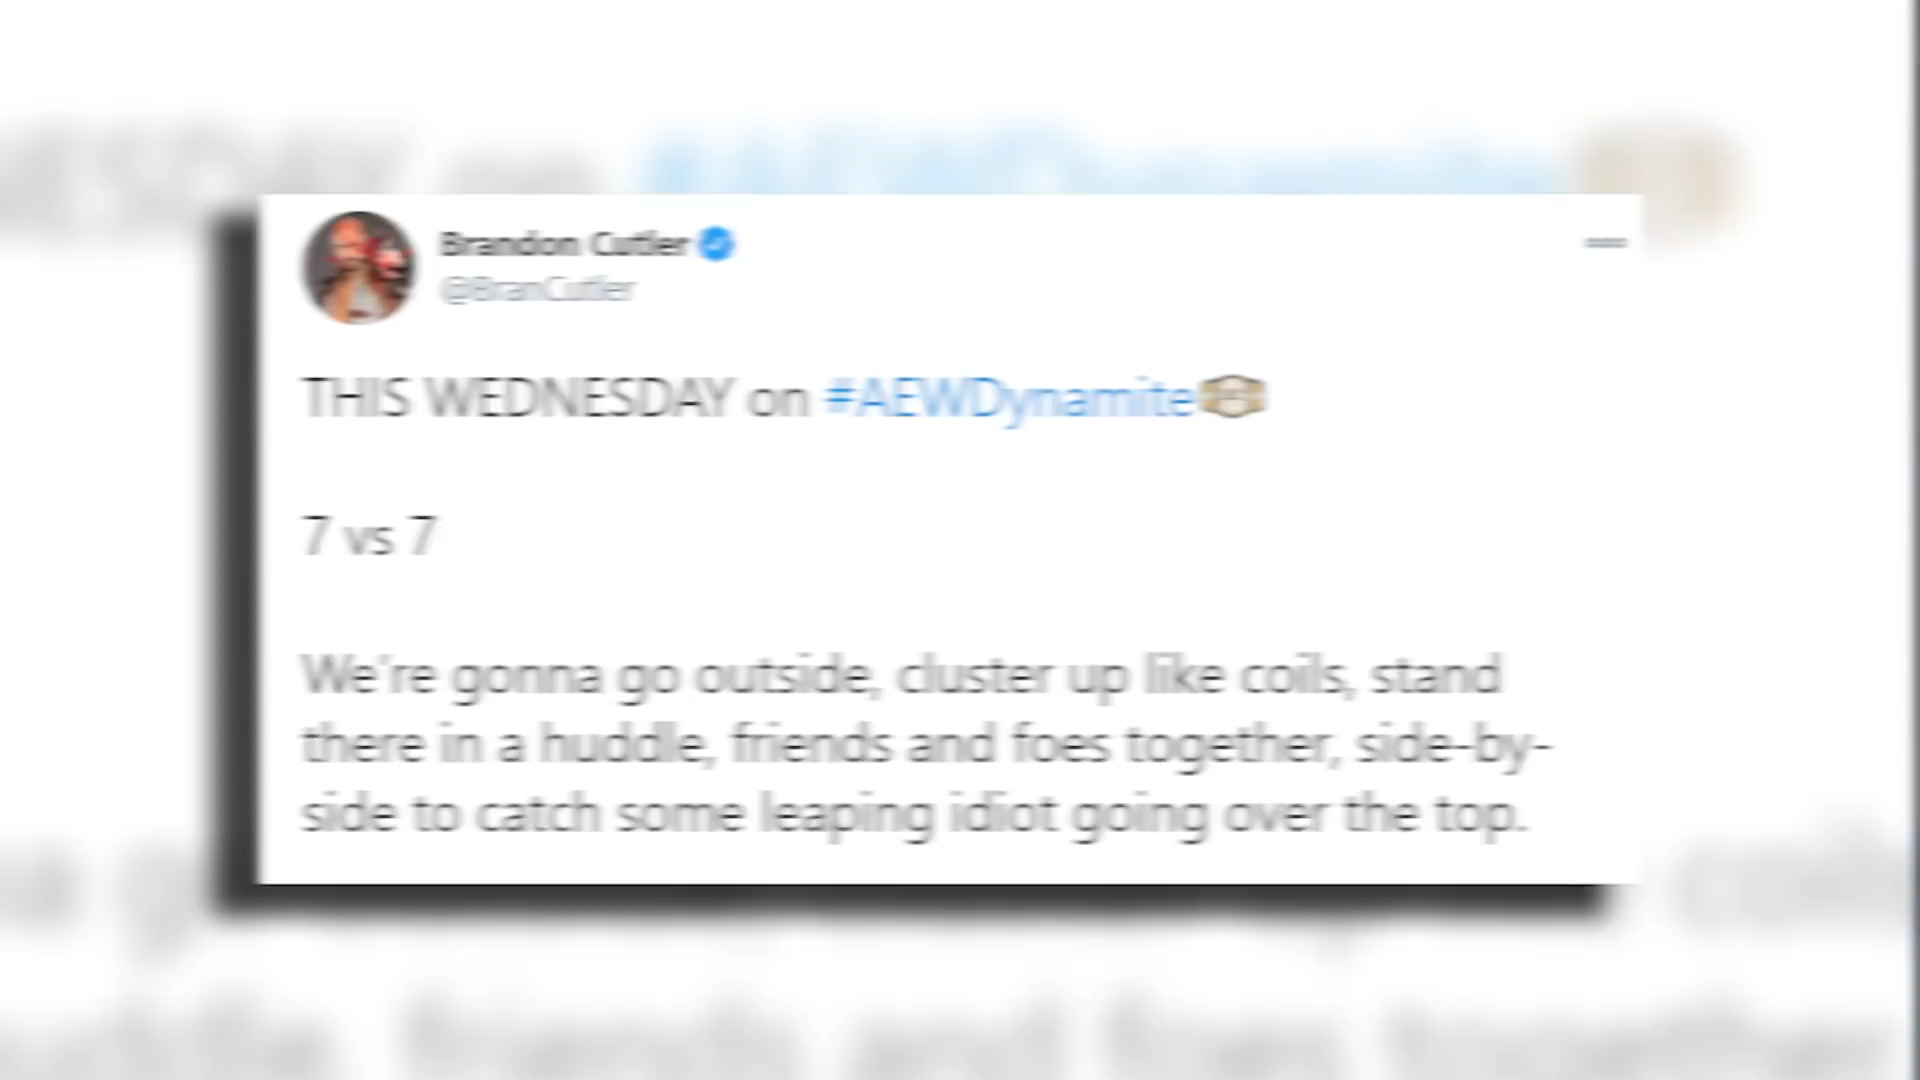 Brandon Cutler
@BranCutler
THIS WEDNESDAY on #AEWDynamite
7 vs 7
We're gonna go outside, cluster up like coils, stand
there in a huddle, friends and foes together, side-by-
side to catch some leaping idiot going over the top.